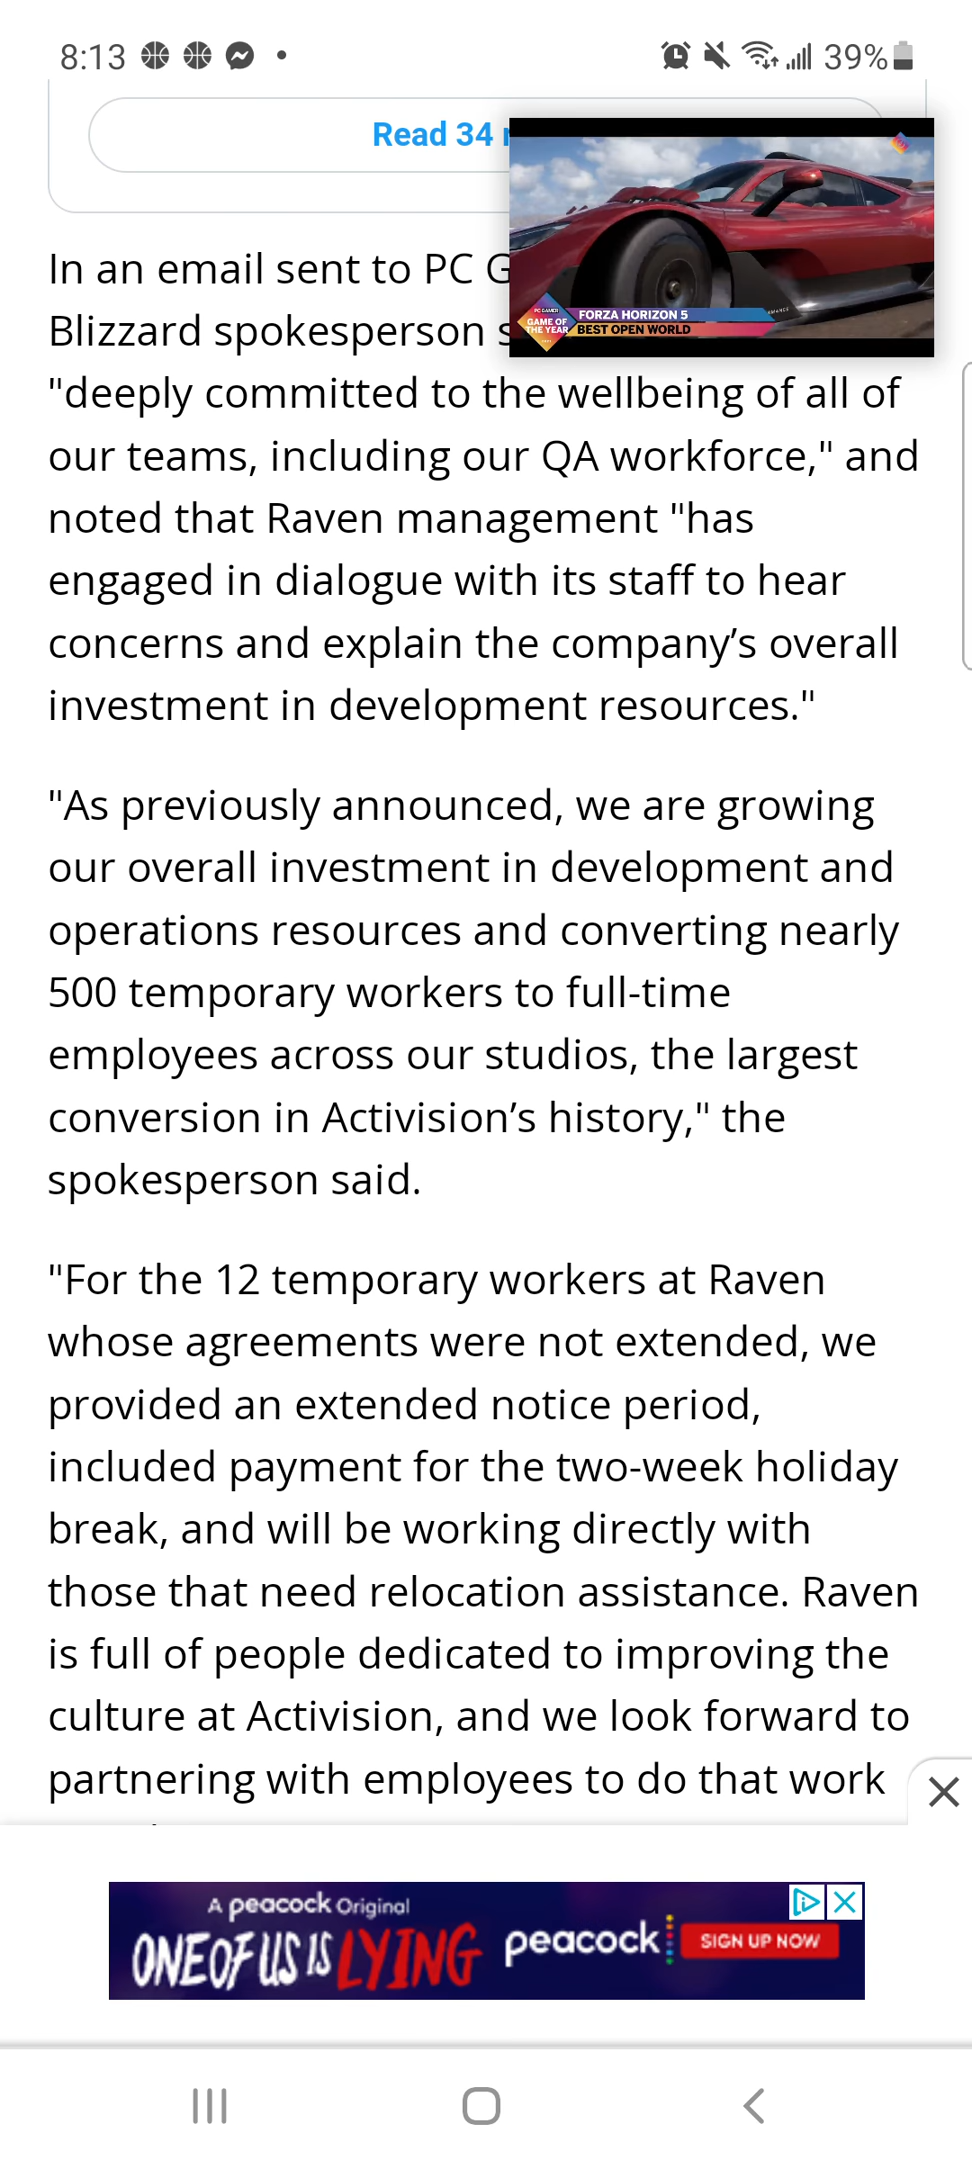 8:13
39%
Read 34
In an email sent to PC
Blizzard spokesperson
PC GAMER
GAME OF
THE YEAR
FORZA HORIZON 5
BEST OPEN WORLD
"deeply committed to the wellbeing of all of
our teams, including our QA workforce," and
noted that Raven management "has
engaged in dialogue with its staff to hear
concerns and explain the company’s overall
investment in development resources."
"As previously announced, we are growing
our overall investment in development and
operations resources and converting nearly
500 temporary workers to full-time
employees across our studios, the largest
conversion in Activision’s history," the
spokesperson said.
"For the 12 temporary workers at Raven
whose agreements were not extended, we
provided an extended notice period,
included payment for the two-week holiday
break, and will be working directly with
those that need relocation assistance. Raven
is full of people dedicated to improving the
culture at Activision, and we look forward to
partnering with employees to do that work
A peacock Original
ONE OF US IS LYING
peacock
SIGN UP NOW